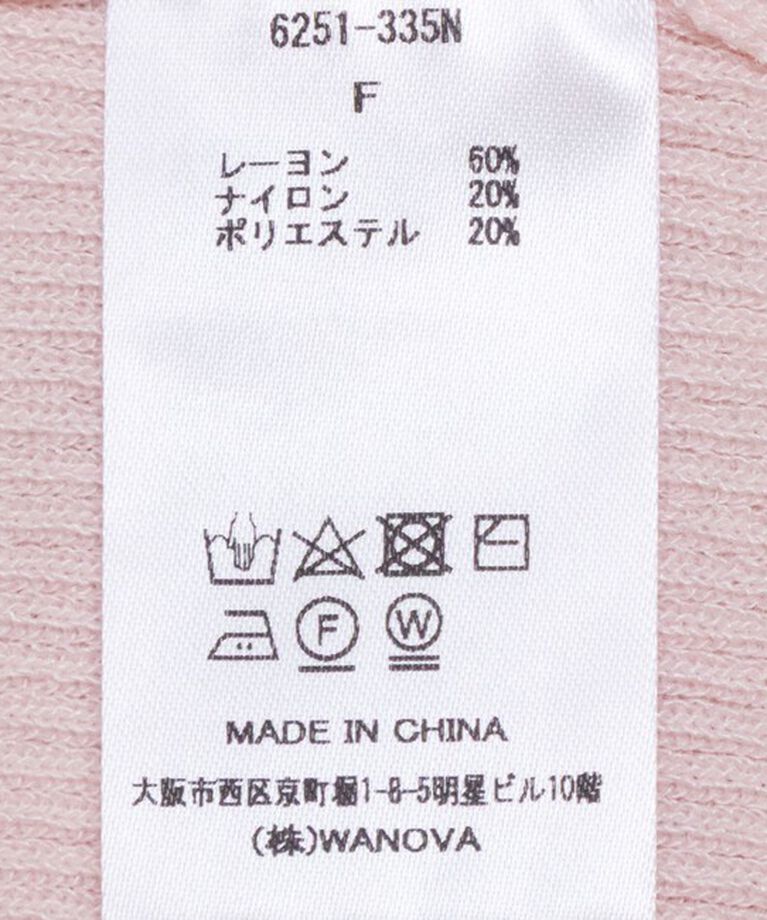 6251-335N
F
レーヨン 60%
ナイロン 20%
ポリエステル 20%
F W
MADE IN CHINA
大阪市西区京町堀1-8-5明星ビル10階
(株)WANOVA